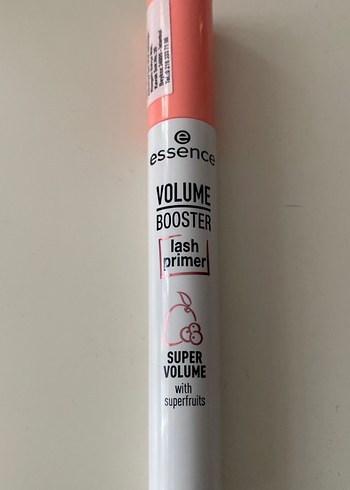 essence
VOLUME
BOOSTER
lash
primer
SUPER
VOLUME
with
superfruits